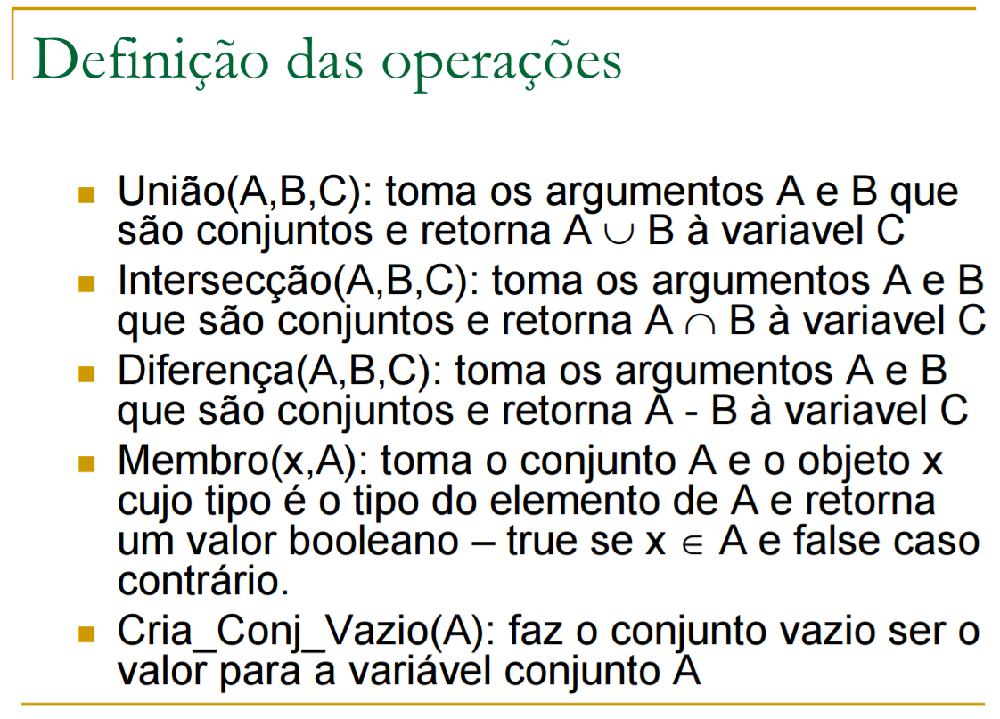 Definição das operações
União(A,B,C): toma os argumentos A e B que
são conjuntos e retorna A ∪ B à variavel C
Intersecção(A,B,C): toma os argumentos A e B
que são conjuntos e retorna A ∩ B à variavel C
Diferença(A,B,C): toma os argumentos A e B
que são conjuntos e retorna A - B à variavel C
Membro(x,A): toma o conjunto A e o objeto x
cujo tipo é o tipo do elemento de A e retorna
um valor booleano – true se x ∈ A e false caso
contrário.
Cria_Conj_Vazio(A): faz o conjunto vazio ser o
valor para a variável conjunto A